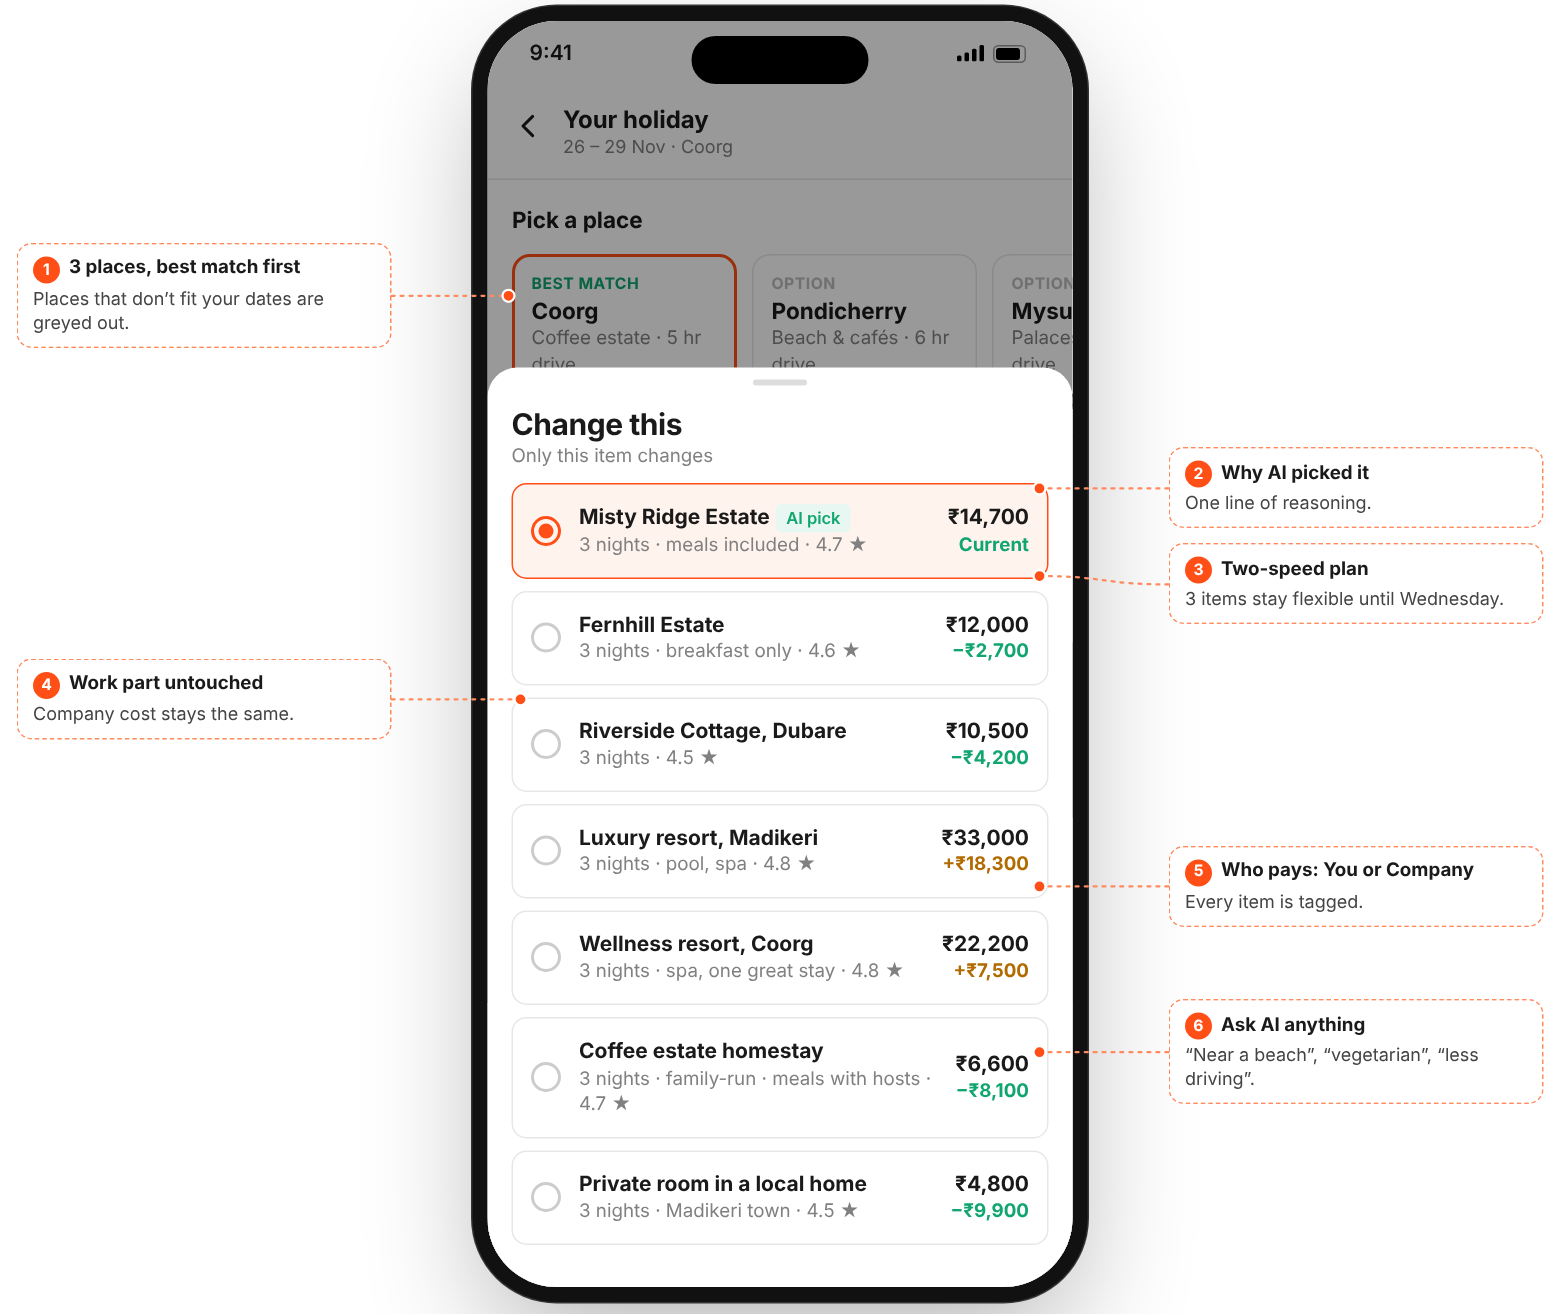 9:41
Your holiday
26 – 29 Nov · Coorg
Pick a place
BEST MATCH
Coorg
Coffee estate · 5 hr
drive
OPTION
Pondicherry
Beach & cafés · 6 hr
drive
OPTION
Mysu
Palaces
drive
Change this
Only this item changes
Misty Ridge Estate AI pick ₹14,700
3 nights · meals included · 4.7 ★ Current
Fernhill Estate ₹12,000
3 nights · breakfast only · 4.6 ★ −₹2,700
Riverside Cottage, Dubare ₹10,500
3 nights · 4.5 ★ −₹4,200
Luxury resort, Madikeri ₹33,000
3 nights · pool, spa · 4.8 ★ +₹18,300
Wellness resort, Coorg ₹22,200
3 nights · spa, one great stay · 4.8 ★ +₹7,500
Coffee estate homestay ₹6,600
3 nights · family-run · meals with hosts · −₹8,100
4.7 ★
Private room in a local home ₹4,800
3 nights · Madikeri town · 4.5 ★ −₹9,900
1 3 places, best match first
Places that don’t fit your dates are
greyed out.
2 Why AI picked it
One line of reasoning.
3 Two-speed plan
3 items stay flexible until Wednesday.
4 Work part untouched
Company cost stays the same.
5 Who pays: You or Company
Every item is tagged.
6 Ask AI anything
“Near a beach”, “vegetarian”, “less
driving”.